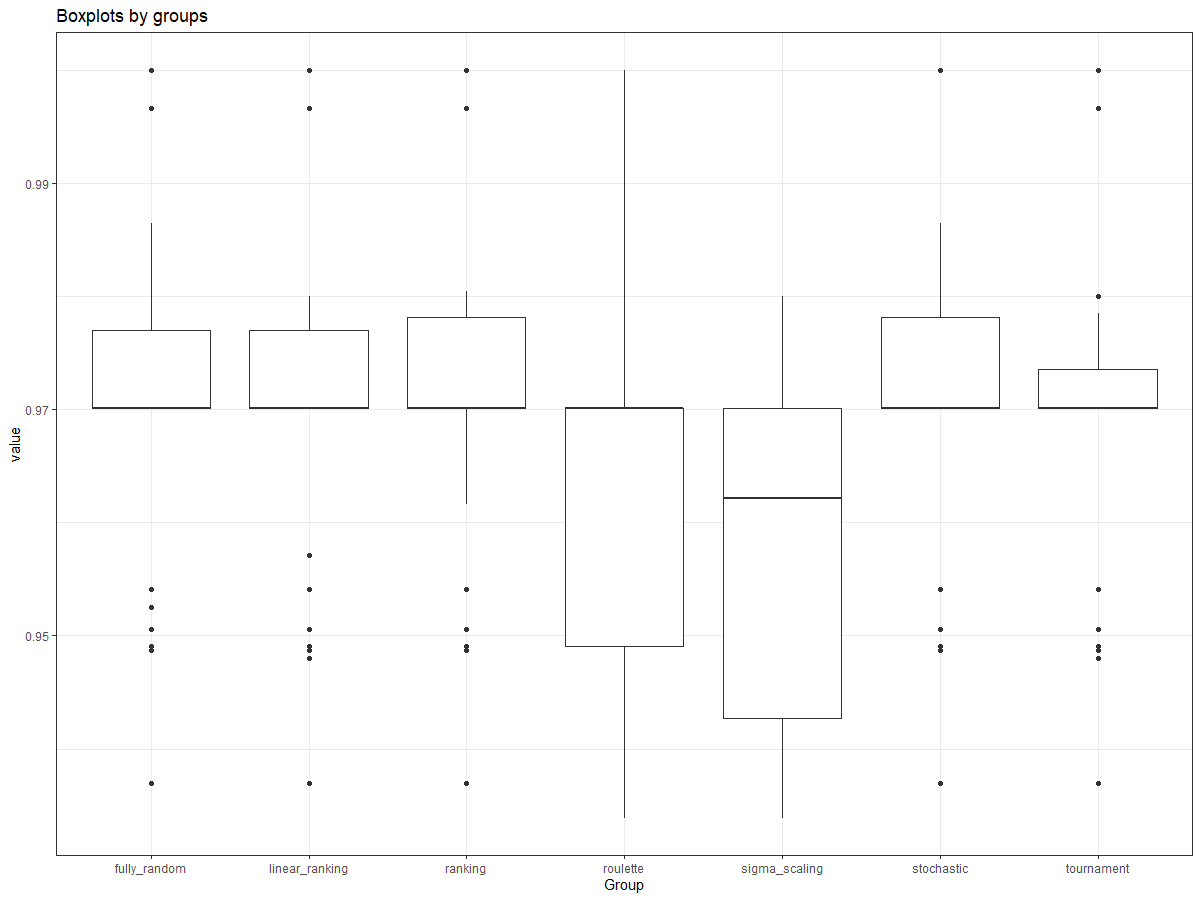 Boxplots by groups
value
0.99
0.97
0.95
fully_random linear_ranking ranking roulette sigma_scaling stochastic tournament
Group